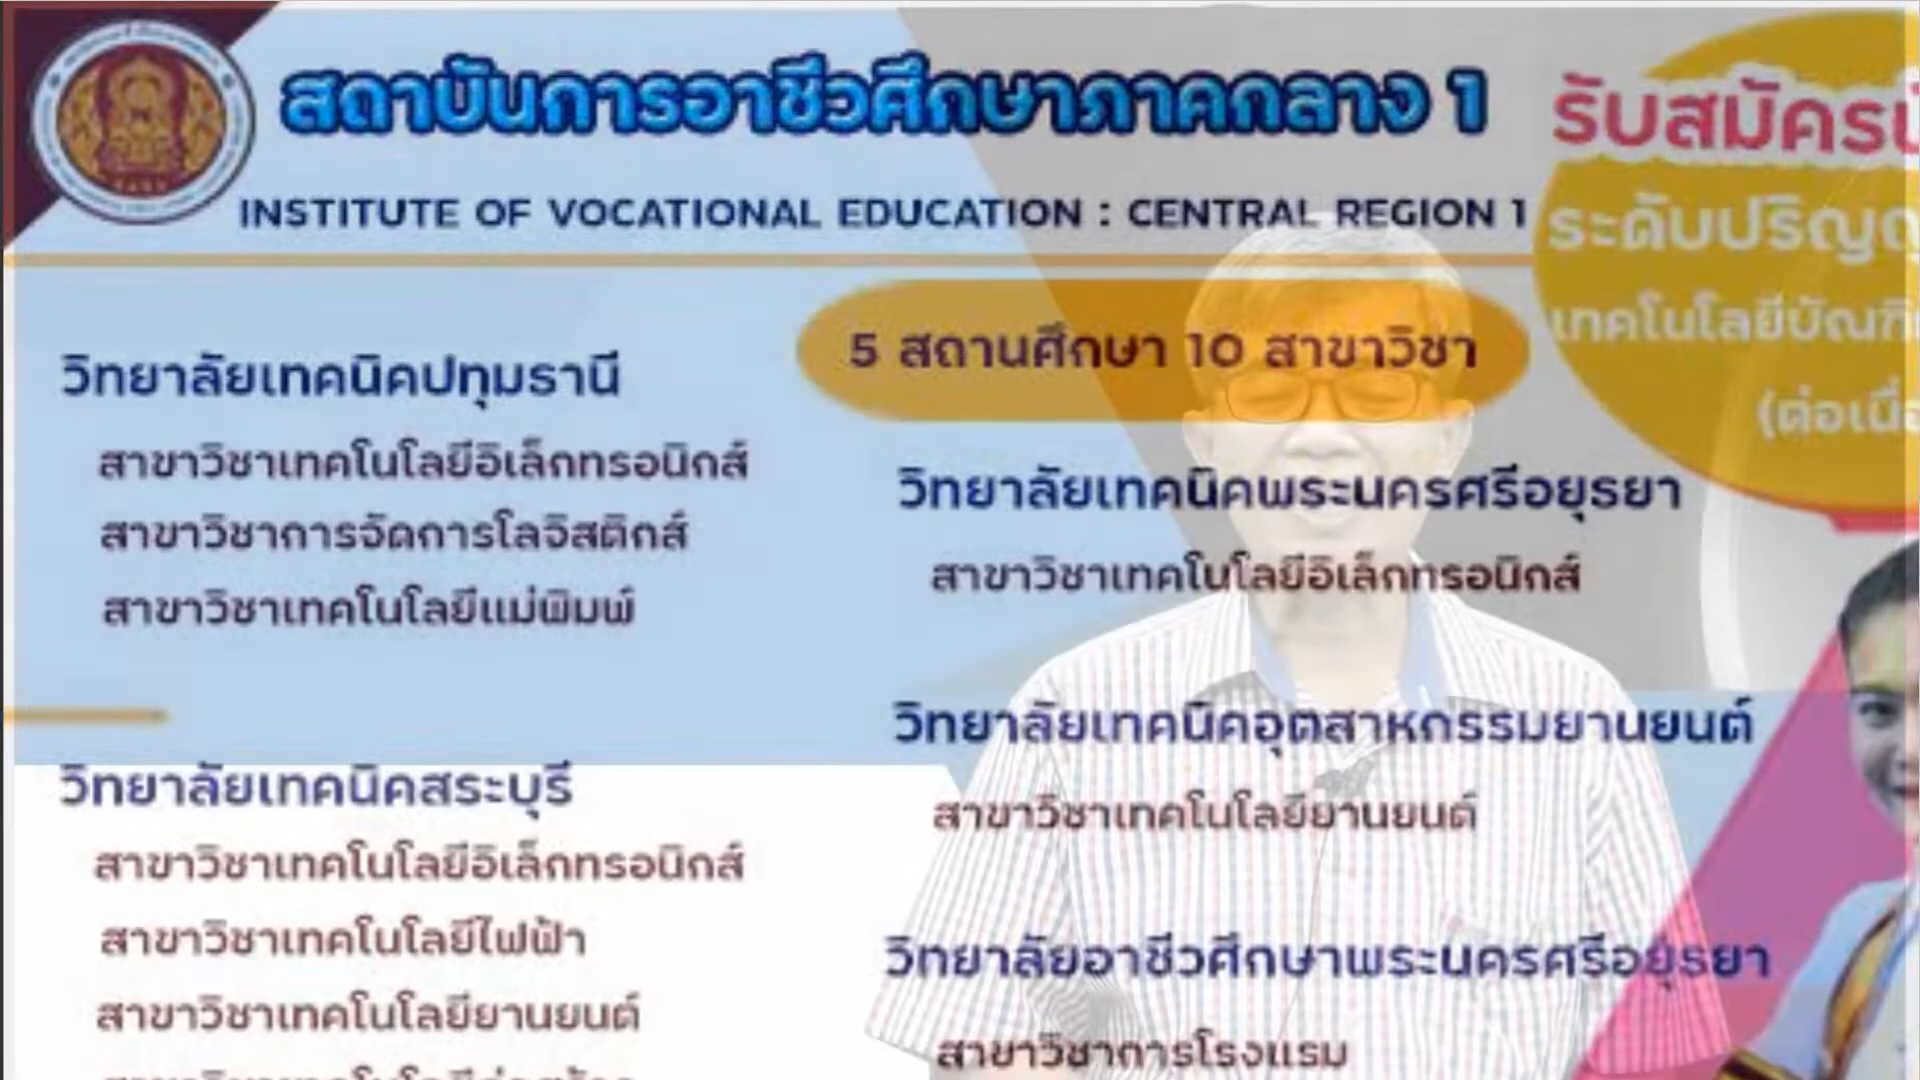 สถาบันการอาชีวศึกษาภาคกลาง 1
INSTITUTE OF VOCATIONAL EDUCATION : CENTRAL REGION 1
รับสมัคร
ระดับ
(ต่อเนื่อ
5 สถานศึกษา 10 สาขาวิชา
วิทยาลัยเทคนิคปทุมธานี
สาขาวิชาเทคโนโลยีอิเล็กทรอนิกส์
สาขาวิชาการจัดการโลจิสติกส์
สาขาวิชาเทคโนโลยีแม่พิมพ์
วิทยาลัยเทคนิคสระบุรี
สาขาวิชาเทคโนโลยีอิเล็กทรอนิกส์
สาขาวิชาเทคโนโลยีไฟฟ้า
สาขาวิชาเทคโนโลยียานยนต์
วิทยาลัยเทคนิคพระนครศรีอยุธยา
สาขาวิชาเทคโนโลยีอิเล็กทรอนิกส์
วิทยาลัยเทคนิคอุตสาหกรรมยานยนต์
สาขาวิชาเทคโนโลยียานยนต์
วิทยาลัยอาชีวศึกษาพระนครศรีอยุธยา
สาขาวิชาการโรงแรม